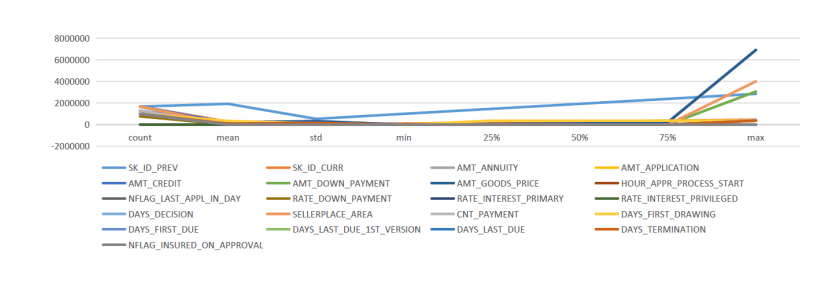 8000000
6000000
4000000
2000000
0
-2000000
count mean std min 25% 50% 75% max
SK_ID_PREV SK_ID_CURR AMT_ANNUITY AMT_APPLICATION
AMT_CREDIT AMT_DOWN_PAYMENT AMT_GOODS_PRICE HOUR_APPR_PROCESS_START
NFLAG_LAST_APPL_IN_DAY RATE_DOWN_PAYMENT RATE_INTEREST_PRIMARY RATE_INTEREST_PRIVILEGED
DAYS_DECISION SELLERPLACE_AREA CNT_PAYMENT DAYS_FIRST_DRAWING
DAYS_FIRST_DUE DAYS_LAST_DUE_1ST_VERSION DAYS_LAST_DUE DAYS_TERMINATION
NFLAG_INSURED_ON_APPROVAL